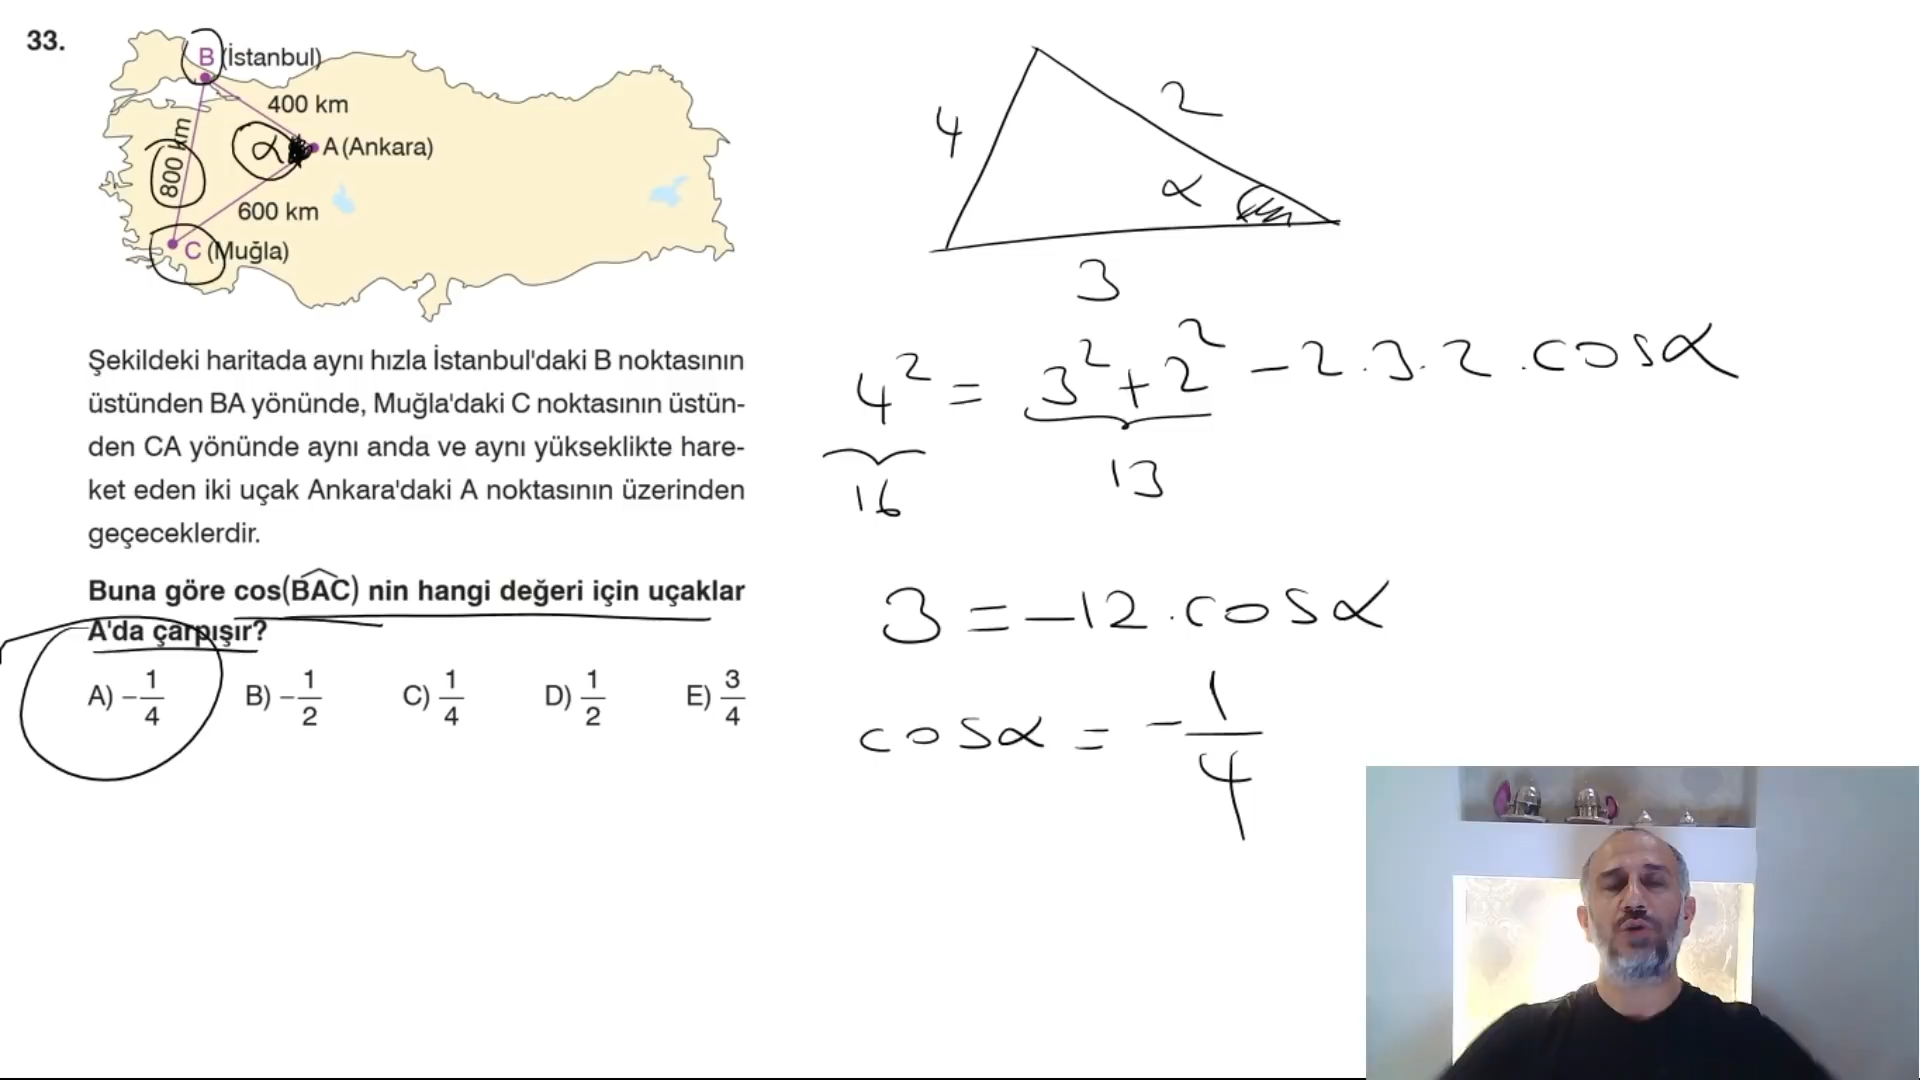 33.
B (İstanbul)
400 km
α
A (Ankara)
800 km
600 km
C (Muğla)
Şekildeki haritada aynı hızla İstanbul'daki B noktasının
üstünden BA yönünde, Muğla'daki C noktasının üstün-
den CA yönünde aynı anda ve aynı yükseklikte hare-
ket eden iki uçak Ankara'daki A noktasının üzerinden
geçeceklerdir.
Buna göre cos(BAC) nin hangi değeri için uçaklar
A'da çarpışır?
A) -1/4 B) -1/2 C) 1/4 D) 1/2 E) 3/4
4
2
α
3
4² = 3² + 2² - 2.3.2.cosα
16 13
3 = -12.cosα
cosα = -1/4